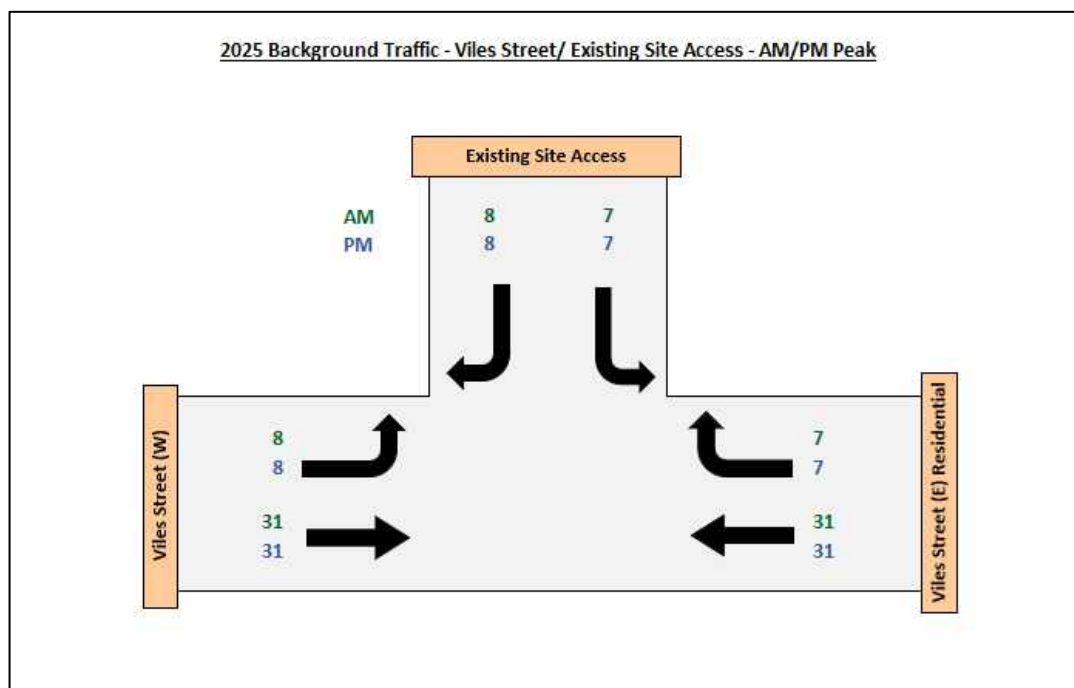 2025 Background Traffic - Viles Street/ Existing Site Access - AM/PM Peak
Existing Site Access
AM 8 7
PM 8 7
Viles Street (W)
8 7
8 7
31 31
31 31
Viles Street (E) Residential